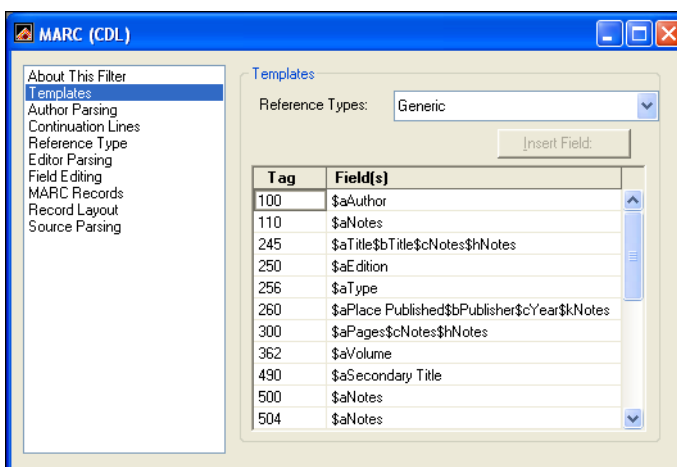 MARC (CDL)
About This Filter
Templates
Author Parsing
Continuation Lines
Reference Type
Editor Parsing
Field Editing
MARC Records
Record Layout
Source Parsing
Templates
Reference Types: Generic
Insert Field:
Tag Field(s)
100 $aAuthor
110 $aNotes
245 $aTitle$bTitle$cNotes$hNotes
250 $aEdition
256 $aType
260 $aPlace Published$bPublisher$cYear$kNotes
300 $aPages$cNotes$hNotes
362 $aVolume
490 $aSecondary Title
500 $aNotes
504 $aNotes